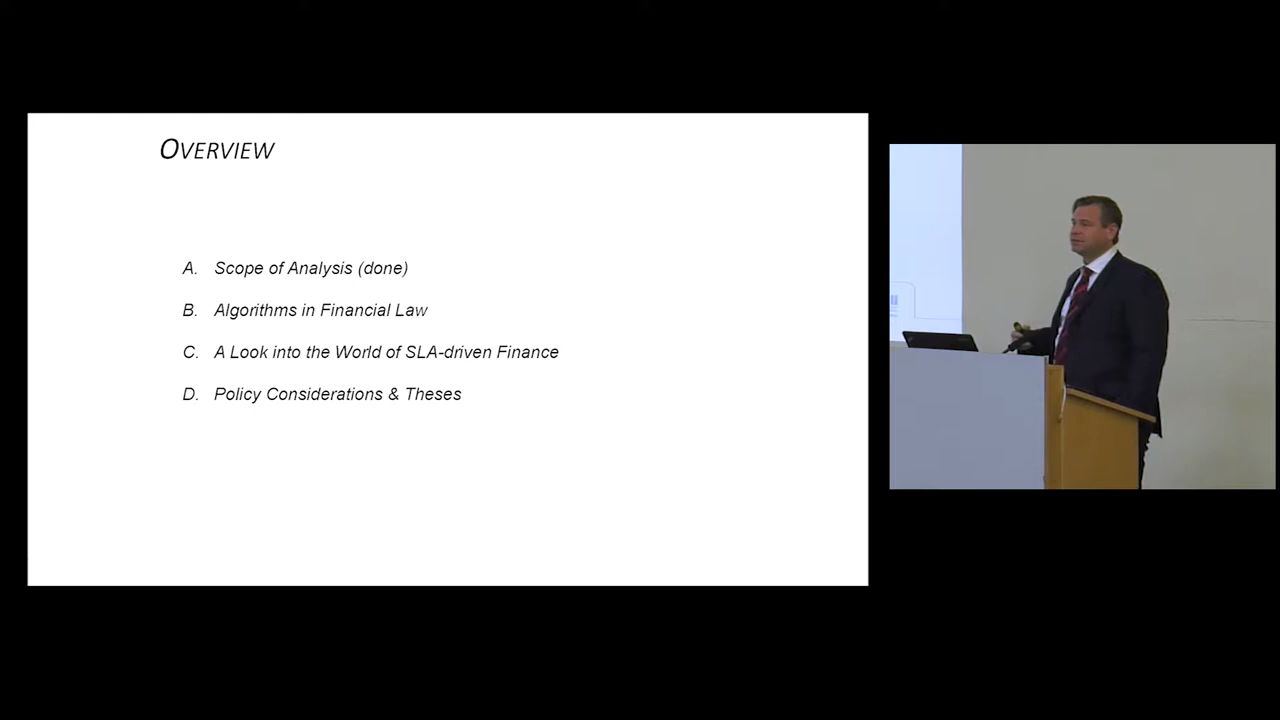 OVERVIEW
A. Scope of Analysis (done)
B. Algorithms in Financial Law
C. A Look into the World of SLA-driven Finance
D. Policy Considerations & Theses